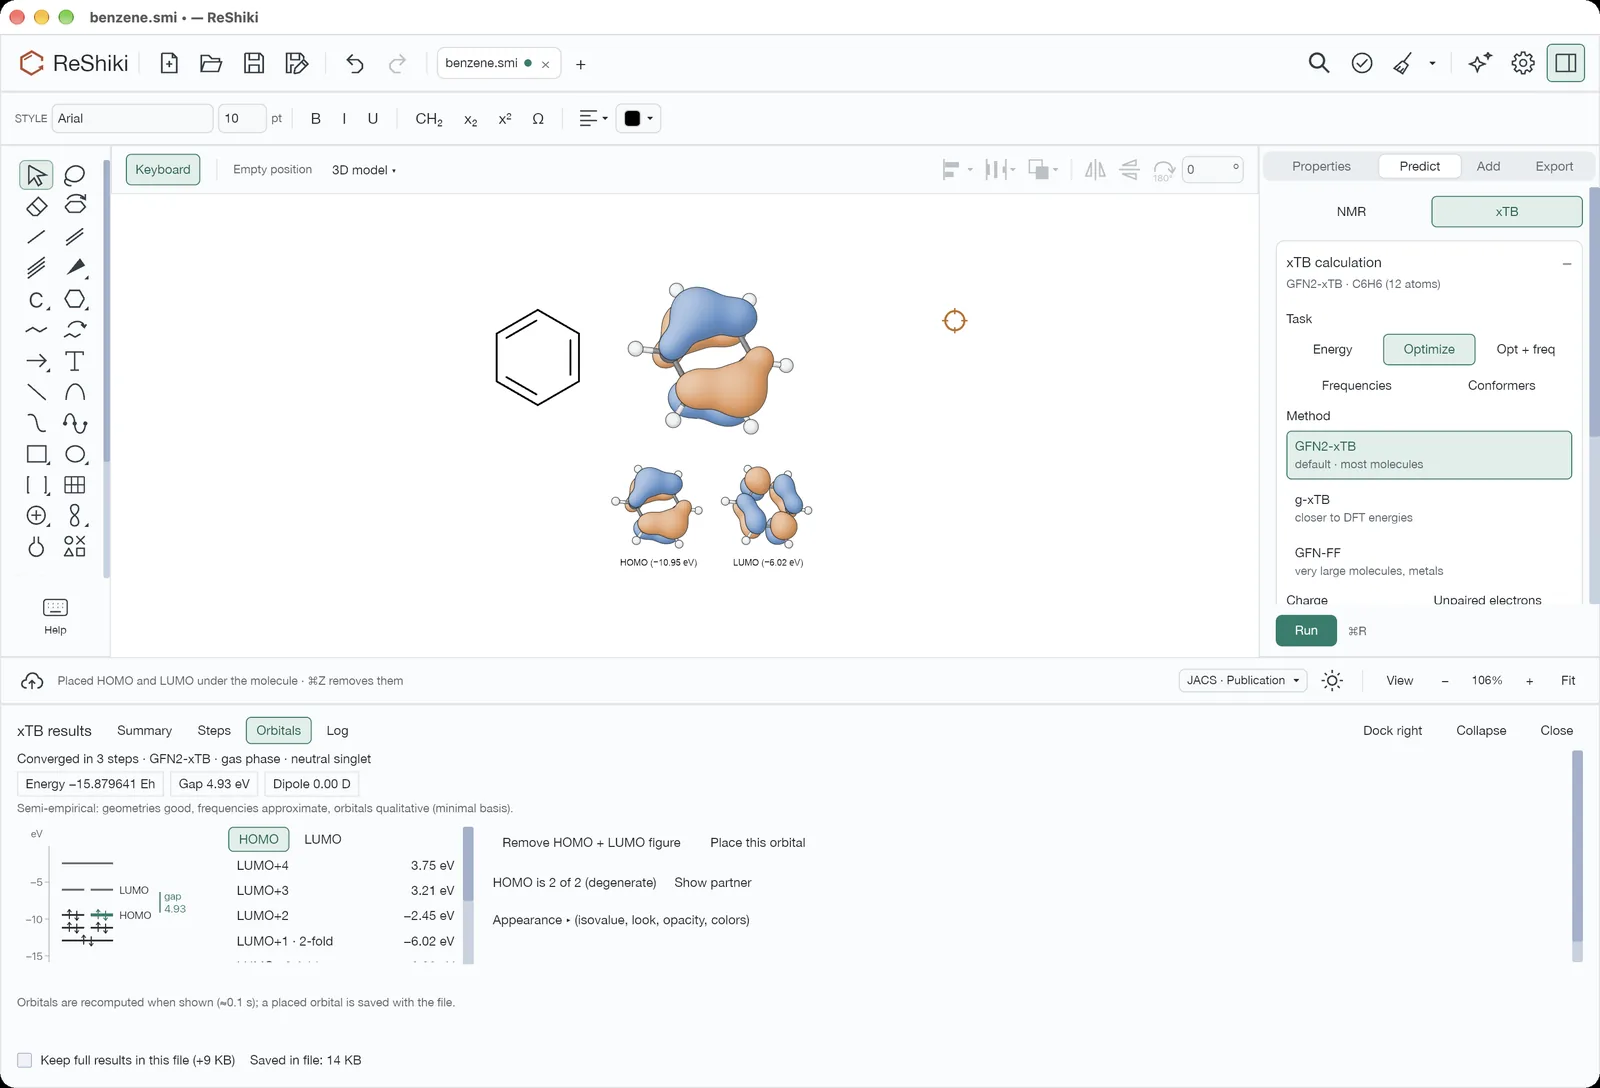 benzene.smi • — ReShiki
ReShiki
benzene.smi ● × +
STYLE Arial 10 pt B I U CH₂ x₂ x² Ω
Keyboard Empty position 3D model 180° 0 °
Properties Predict Add Export
NMR xTB
xTB calculation –
GFN2-xTB · C6H6 (12 atoms)
Task
Energy Optimize Opt + freq
Frequencies Conformers
Method
GFN2-xTB
default · most molecules
g-xTB
closer to DFT energies
GFN-FF
very large molecules, metals
Charge Unpaired electrons
Run ⌘R
C
T
[ ]
Help
HOMO (−10.95 eV) LUMO (−6.02 eV)
Placed HOMO and LUMO under the molecule · ⌘Z removes them
JACS · Publication View − 106% + Fit
xTB results Summary Steps Orbitals Log Dock right Collapse Close
Converged in 3 steps · GFN2-xTB · gas phase · neutral singlet
Energy −15.879641 Eh Gap 4.93 eV Dipole 0.00 D
Semi-empirical: geometries good, frequencies approximate, orbitals qualitative (minimal basis).
eV
−5
−10
−15
LUMO
HOMO
gap
4.93
HOMO LUMO
LUMO+4 3.75 eV
LUMO+3 3.21 eV
LUMO+2 −2.45 eV
LUMO+1 · 2-fold −6.02 eV
Remove HOMO + LUMO figure Place this orbital
HOMO is 2 of 2 (degenerate) Show partner
Appearance ▸ (isovalue, look, opacity, colors)
Orbitals are recomputed when shown (≈0.1 s); a placed orbital is saved with the file.
Keep full results in this file (+9 KB) Saved in file: 14 KB